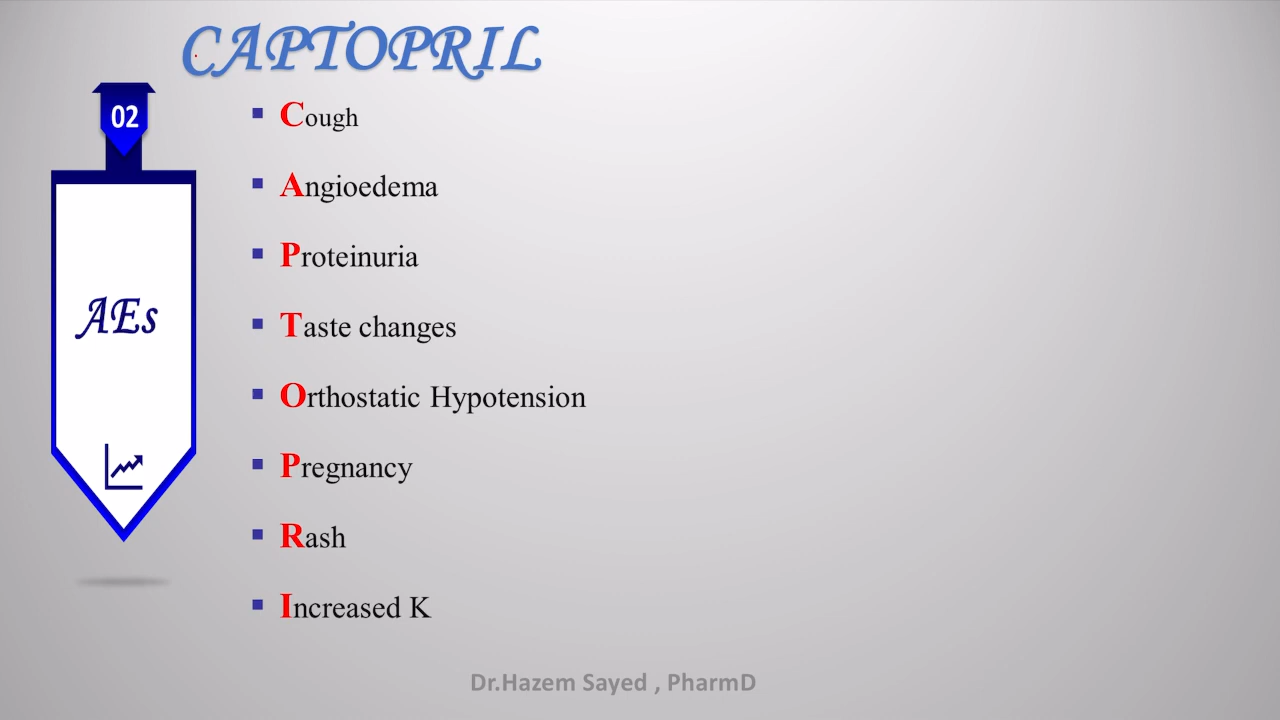 CAPTOPRIL
02
AEs
Cough
Angioedema
Proteinuria
Taste changes
Orthostatic Hypotension
Pregnancy
Rash
Increased K
Dr.Hazem Sayed , PharmD